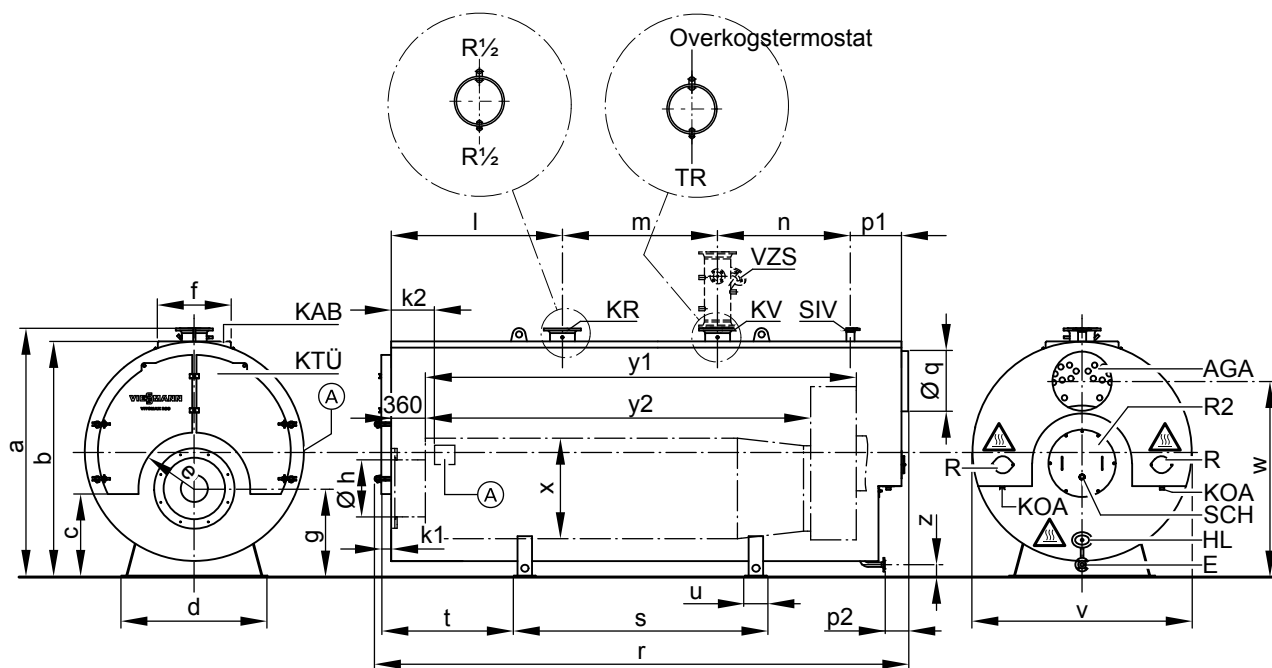 Overkogstermostat
R½
R½
TR
l
m
n
p1
VZS
f
k2
KAB
KR
KV
SIV
KTÜ
y1
Ø q
AGA
VIESMANN
A
360
y2
R2
a
b
e
R
R
w
c
Ø h
A
x
KOA
KOA
g
SCH
k1
z
HL
E
d
t
u
s
p2
v
r